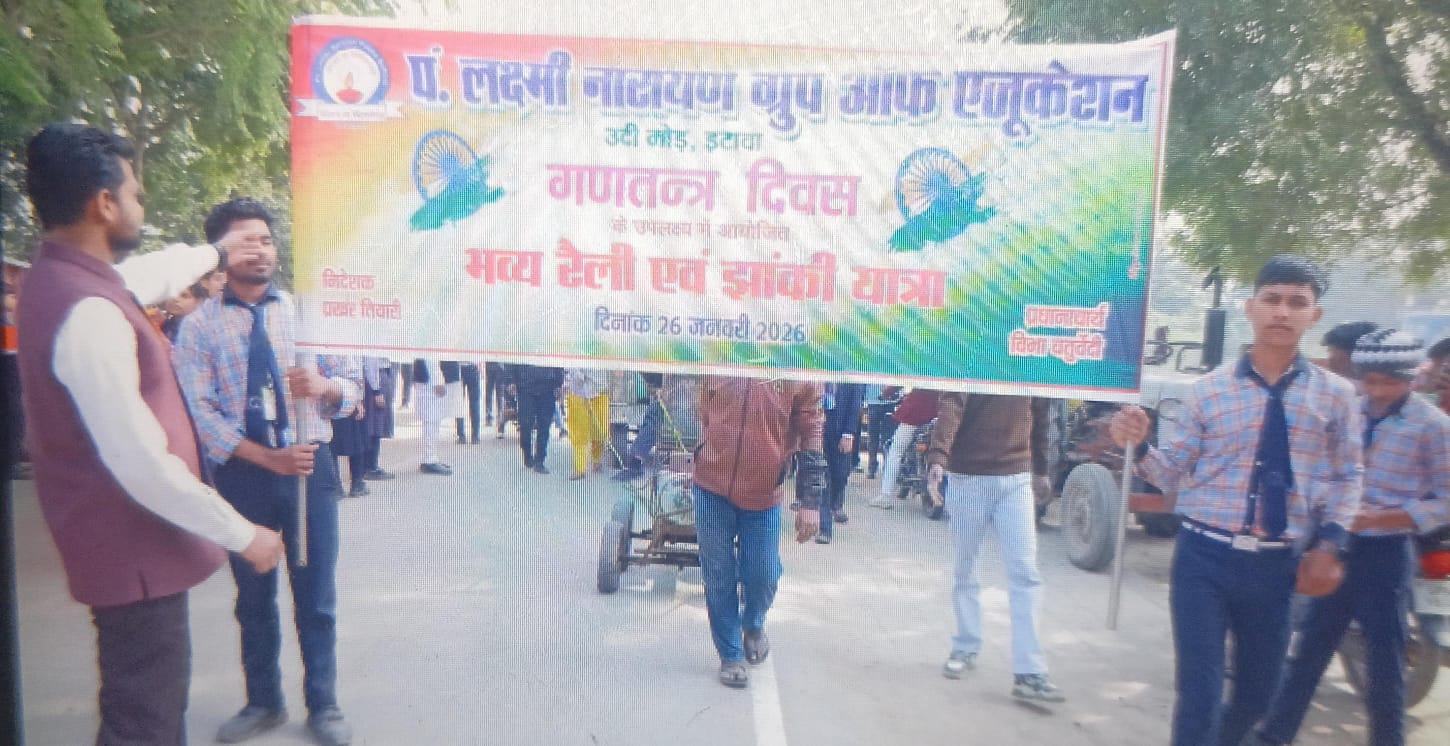 पं. लक्ष्मी नारायण ग्रुप ऑफ एजूकेशन
उदी मोड़, इटावा
गणतन्त्र दिवस
के उपलक्ष्य में आयोजित
भव्य रैली एवं झांकी यात्रा
दिनांक 26 जनवरी 2026
निदेशक
प्रखर तिवारी
प्रधानाचार्य
विभा चतुर्वेदी